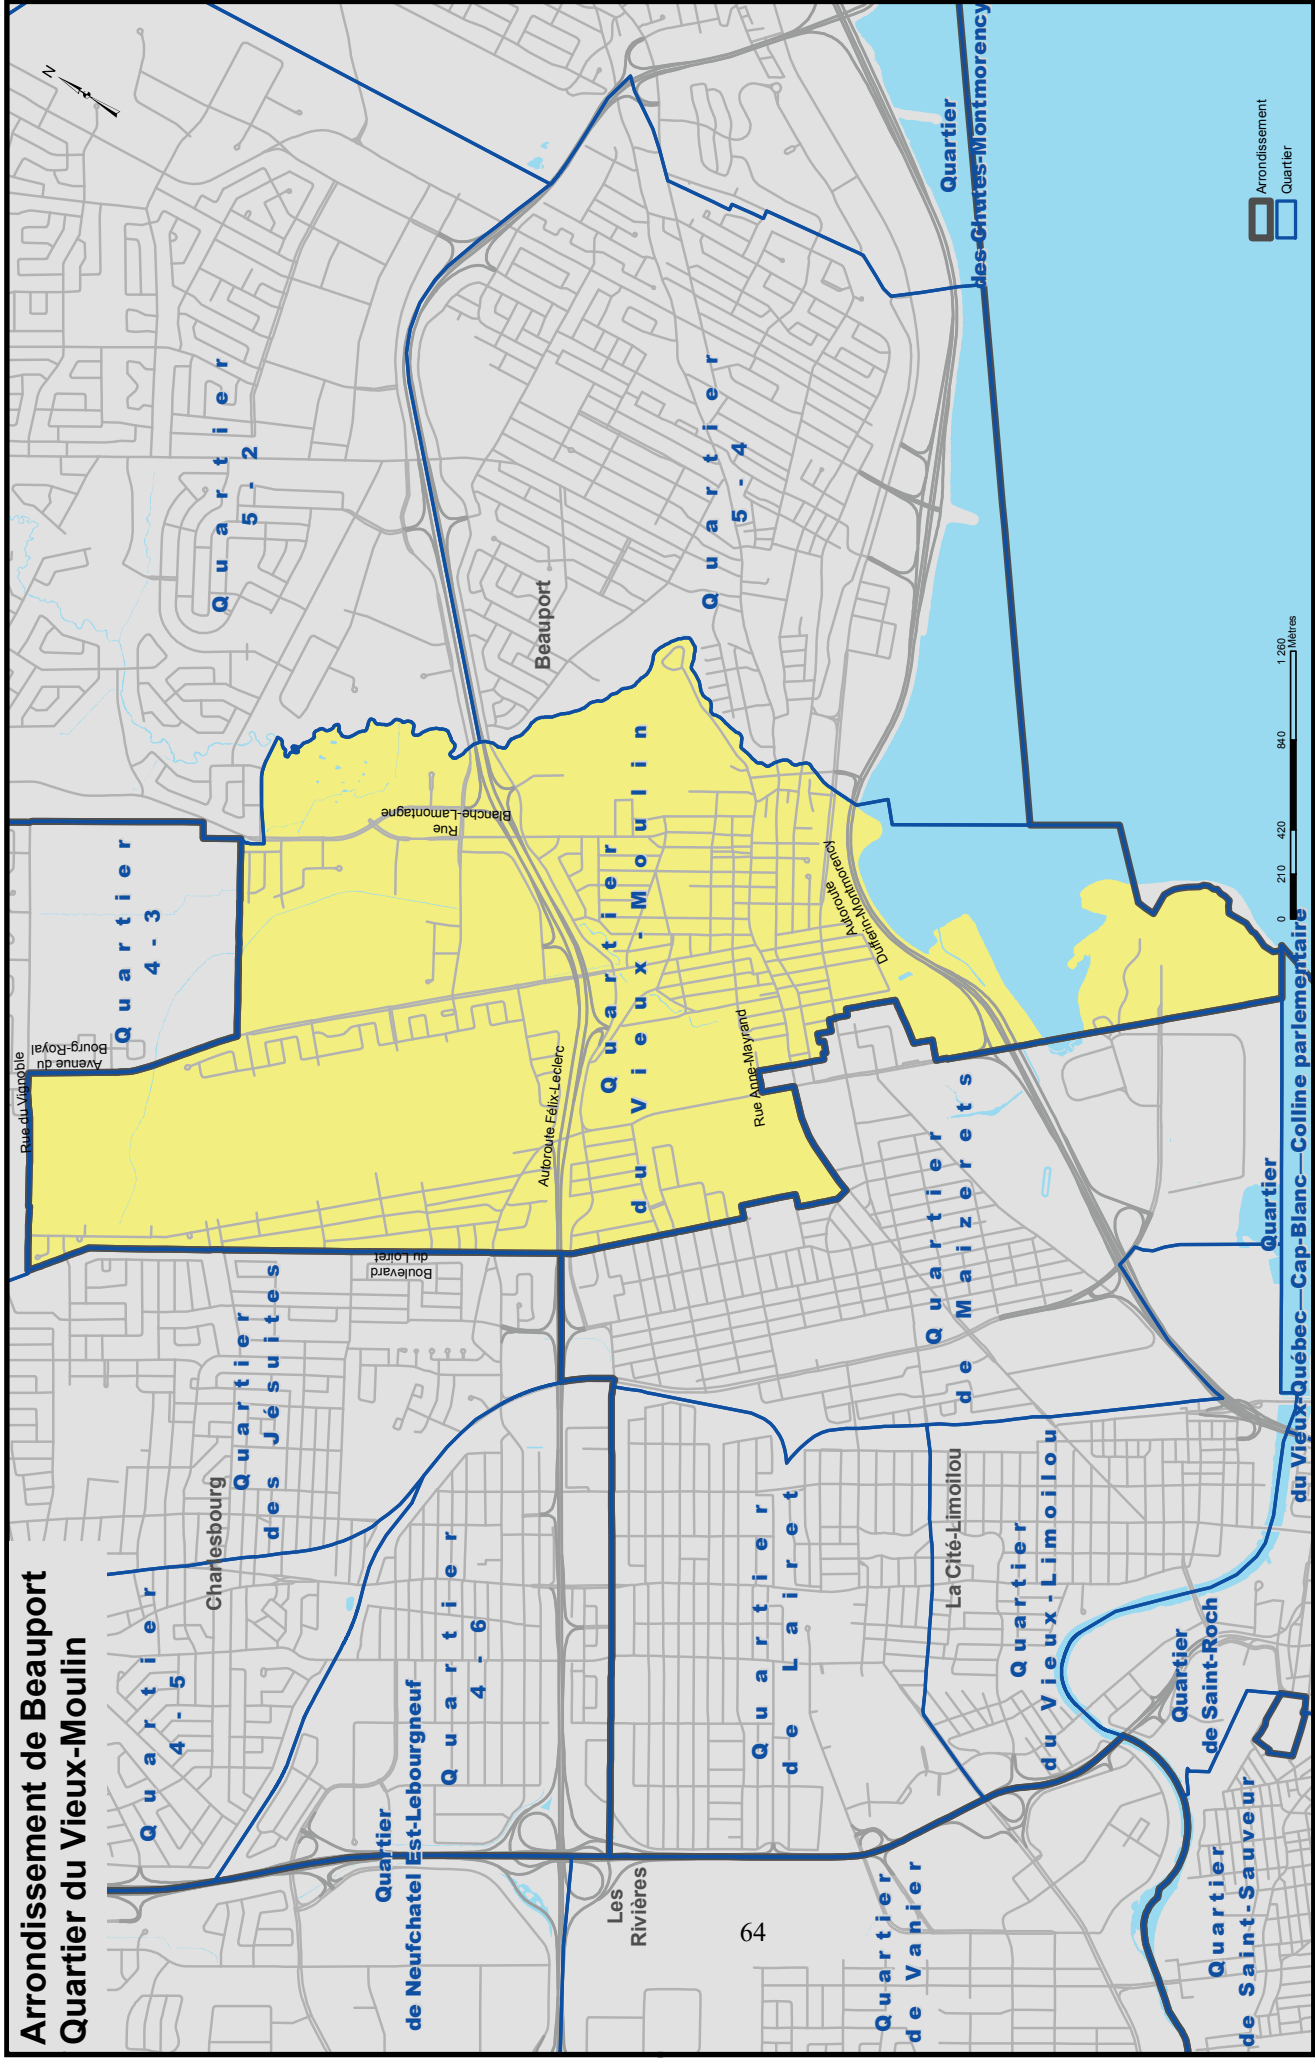 Arrondissement de Beauport
Quartier du Vieux-Moulin
N
Quartier
5 - 2
Quartier
4 - 3
Avenue du
Bourg-Royal
Rue du Vignoble
Rue
Blanche-Lamontagne
Beauport
Quartier
5 - 4
Quartier
des-Chutes-Montmorency
Arrondissement
Quartier
0 210 420 840 1 260
Mètres
Quartier
du Vieux-Moulin
Autoroute Félix-Leclerc
Rue Anne-Mayrand
Autoroute
Dufferin-Montmorency
Boulevard
du Loiret
Quartier
des Jésuites
Charlesbourg
Quartier
4 - 5
Quartier
4 - 6
Quartier
de Neufchatel Est-Lebourgneuf
Les
Rivières
Quartier
de Maizerets
Quartier
de Lairet
La Cité-Limoilou
Quartier
du Vieux-Limoilou
Quartier
de Saint-Roch
Quartier
du Vieux-Québec—Cap-Blanc—Colline parlementaire
Quartier
de Vanier
Quartier
de Saint-Sauveur
64